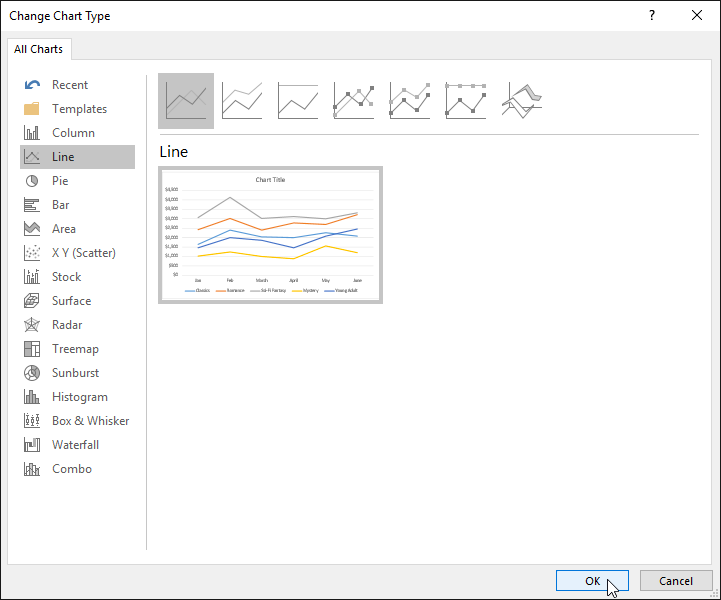 Change Chart Type
?
All Charts
Recent
Templates
Column
Line
Pie
Bar
Area
X Y (Scatter)
Stock
Surface
Radar
Treemap
Sunburst
Histogram
Box & Whisker
Waterfall
Combo
Line
Chart Title
$4,500
$4,000
$3,500
$3,000
$2,500
$2,000
$1,500
$1,000
$500
$0
Jan Feb March April May June
Classics Romance Sci-Fi Fantasy Mystery Young Adult
OK Cancel